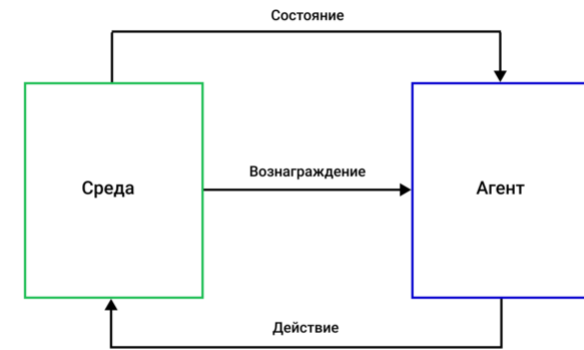 Состояние
Вознаграждение
Среда
Агент
Действие